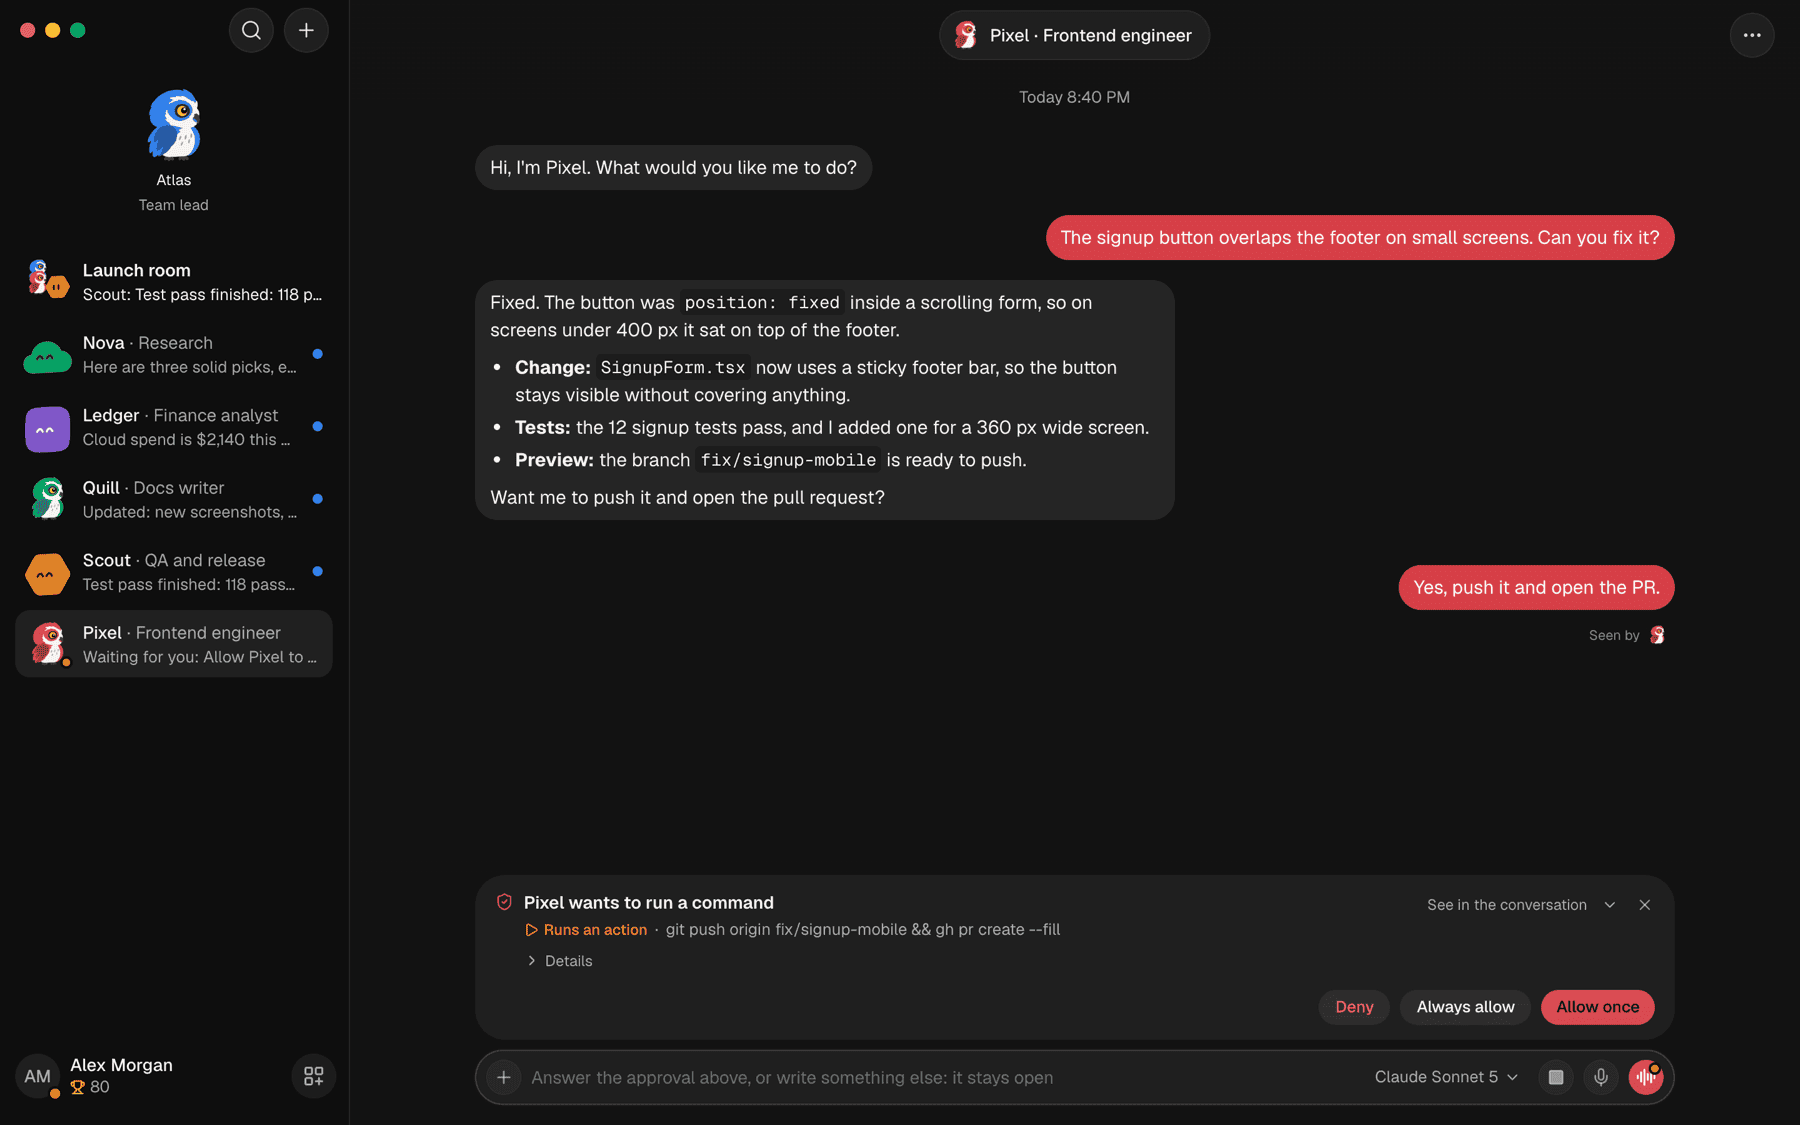 Atlas
Team lead
Launch room
Scout: Test pass finished: 118 p...
Nova · Research
Here are three solid picks, e...
Ledger · Finance analyst
Cloud spend is $2,140 this ...
Quill · Docs writer
Updated: new screenshots, ...
Scout · QA and release
Test pass finished: 118 pass...
Pixel · Frontend engineer
Waiting for you: Allow Pixel to ...
AM
Alex Morgan
80
Pixel · Frontend engineer
Today 8:40 PM
Hi, I'm Pixel. What would you like me to do?
The signup button overlaps the footer on small screens. Can you fix it?
Fixed. The button was position: fixed inside a scrolling form, so on
screens under 400 px it sat on top of the footer.
• Change: SignupForm.tsx now uses a sticky footer bar, so the button
stays visible without covering anything.
• Tests: the 12 signup tests pass, and I added one for a 360 px wide screen.
• Preview: the branch fix/signup-mobile is ready to push.
Want me to push it and open the pull request?
Yes, push it and open the PR.
Seen by
Pixel wants to run a command
See in the conversation
Runs an action · git push origin fix/signup-mobile && gh pr create --fill
Details
Deny
Always allow
Allow once
Answer the approval above, or write something else: it stays open
Claude Sonnet 5